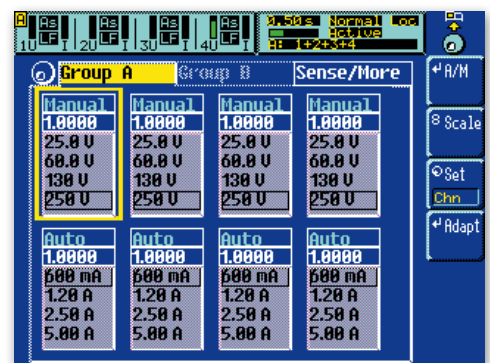 A As As As As 0.50s Normal Loc
LF LF LF LF Active
1U I 2U I 3U I 4U I A: 1+2+3+4
Group A Group B Sense/More
A/M
Manual Manual Manual Manual
1.0000 1.0000 1.0000 1.0000
8 Scale
25.0 V 25.0 V 25.0 V 25.0 V
60.0 V 60.0 V 60.0 V 60.0 V
130 V 130 V 130 V 130 V
Set
250 V 250 V 250 V 250 V
Chn
Adapt
Auto Auto Auto Auto
1.0000 1.0000 1.0000 1.0000
600 mA 600 mA 600 mA 600 mA
1.20 A 1.20 A 1.20 A 1.20 A
2.50 A 2.50 A 2.50 A 2.50 A
5.00 A 5.00 A 5.00 A 5.00 A